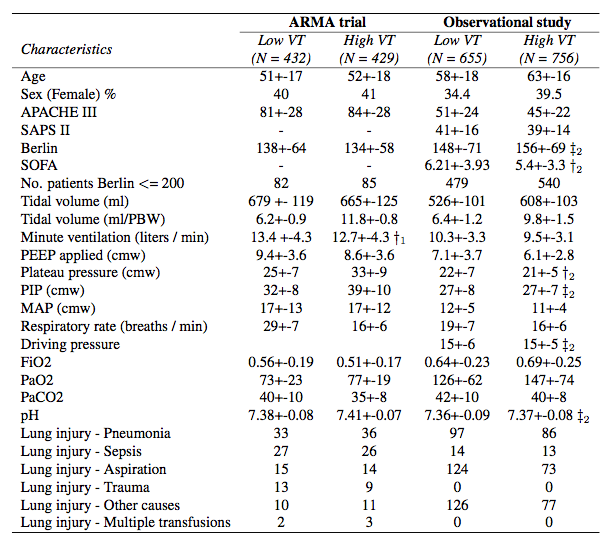 ARMA trial Observational study
Characteristics Low VT High VT Low VT High VT
(N = 432) (N = 429) (N = 655) (N = 756)
Age 51+-17 52+-18 58+-18 63+-16
Sex (Female) % 40 41 34.4 39.5
APACHE III 81+-28 84+-28 51+-24 45+-22
SAPS II - - 41+-16 39+-14
Berlin 138+-64 134+-58 148+-71 156+-69 ‡2
SOFA - - 6.21+-3.93 5.4+-3.3 †2
No. patients Berlin <= 200 82 85 479 540
Tidal volume (ml) 679 +- 119 665+-125 526+-101 608+-103
Tidal volume (ml/PBW) 6.2+-0.9 11.8+-0.8 6.4+-1.2 9.8+-1.5
Minute ventilation (liters / min) 13.4 +-4.3 12.7+-4.3 †1 10.3+-3.3 9.5+-3.1
PEEP applied (cmw) 9.4+-3.6 8.6+-3.6 7.1+-3.7 6.1+-2.8
Plateau pressure (cmw) 25+-7 33+-9 22+-7 21+-5 †2
PIP (cmw) 32+-8 39+-10 27+-8 27+-7 ‡2
MAP (cmw) 17+-13 17+-12 12+-5 11+-4
Respiratory rate (breaths / min) 29+-7 16+-6 19+-7 16+-6
Driving pressure 15+-6 15+-5 ‡2
FiO2 0.56+-0.19 0.51+-0.17 0.64+-0.23 0.69+-0.25
PaO2 73+-23 77+-19 126+-62 147+-74
PaCO2 40+-10 35+-8 42+-10 40+-8
pH 7.38+-0.08 7.41+-0.07 7.36+-0.09 7.37+-0.08 ‡2
Lung injury - Pneumonia 33 36 97 86
Lung injury - Sepsis 27 26 14 13
Lung injury - Aspiration 15 14 124 73
Lung injury - Trauma 13 9 0 0
Lung injury - Other causes 10 11 126 77
Lung injury - Multiple transfusions 2 3 0 0